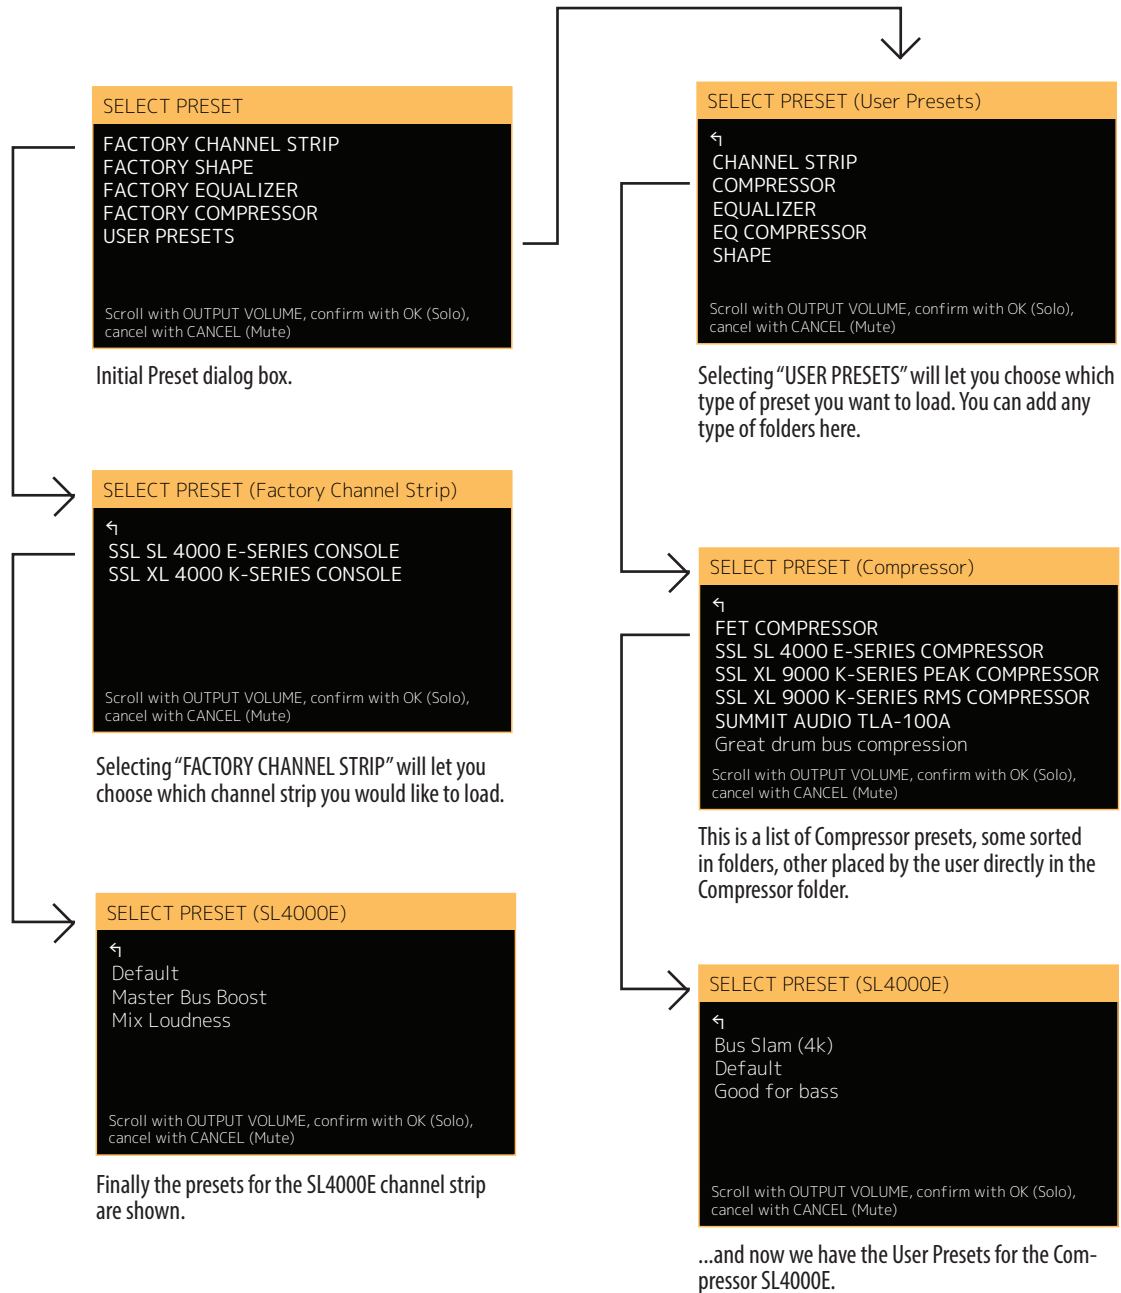 SELECT PRESET
FACTORY CHANNEL STRIP
FACTORY SHAPE
FACTORY EQUALIZER
FACTORY COMPRESSOR
USER PRESETS
Scroll with OUTPUT VOLUME, confirm with OK (Solo),
cancel with CANCEL (Mute)
Initial Preset dialog box.
SELECT PRESET (Factory Channel Strip)
SSL SL 4000 E-SERIES CONSOLE
SSL XL 4000 K-SERIES CONSOLE
Scroll with OUTPUT VOLUME, confirm with OK (Solo),
cancel with CANCEL (Mute)
Selecting “FACTORY CHANNEL STRIP” will let you
choose which channel strip you would like to load.
SELECT PRESET (SL4000E)
Default
Master Bus Boost
Mix Loudness
Scroll with OUTPUT VOLUME, confirm with OK (Solo),
cancel with CANCEL (Mute)
Finally the presets for the SL4000E channel strip
are shown.
SELECT PRESET (User Presets)
CHANNEL STRIP
COMPRESSOR
EQUALIZER
EQ COMPRESSOR
SHAPE
Scroll with OUTPUT VOLUME, confirm with OK (Solo),
cancel with CANCEL (Mute)
Selecting “USER PRESETS” will let you choose which
type of preset you want to load. You can add any
type of folders here.
SELECT PRESET (Compressor)
FET COMPRESSOR
SSL SL 4000 E-SERIES COMPRESSOR
SSL XL 9000 K-SERIES PEAK COMPRESSOR
SSL XL 9000 K-SERIES RMS COMPRESSOR
SUMMIT AUDIO TLA-100A
Great drum bus compression
Scroll with OUTPUT VOLUME, confirm with OK (Solo),
cancel with CANCEL (Mute)
This is a list of Compressor presets, some sorted
in folders, other placed by the user directly in the
Compressor folder.
SELECT PRESET (SL4000E)
Bus Slam (4k)
Default
Good for bass
Scroll with OUTPUT VOLUME, confirm with OK (Solo),
cancel with CANCEL (Mute)
...and now we have the User Presets for the Com-
pressor SL4000E.